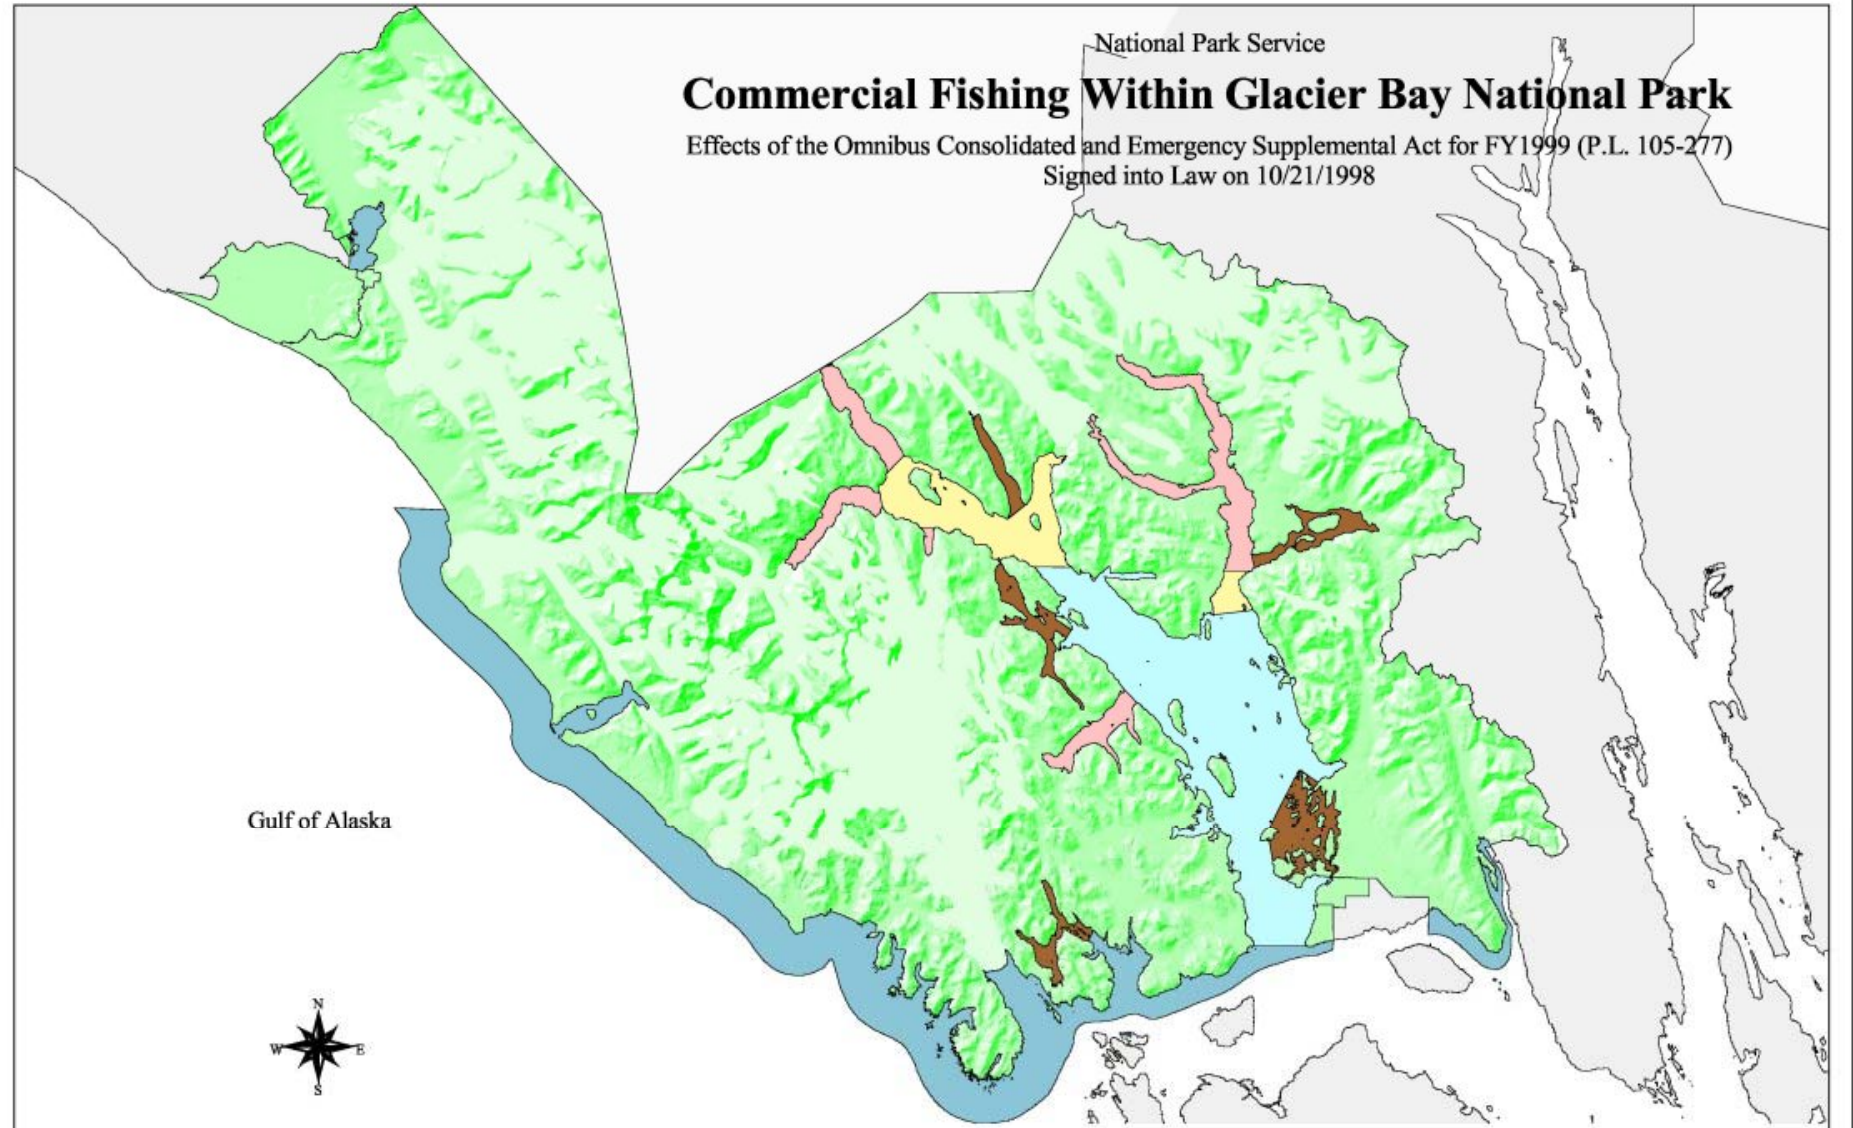 National Park Service
Commercial Fishing Within Glacier Bay National Park
Effects of the Omnibus Consolidated and Emergency Supplemental Act for FY1999 (P.L. 105-277)
Signed into Law on 10/21/1998
Gulf of Alaska
N
W E
S